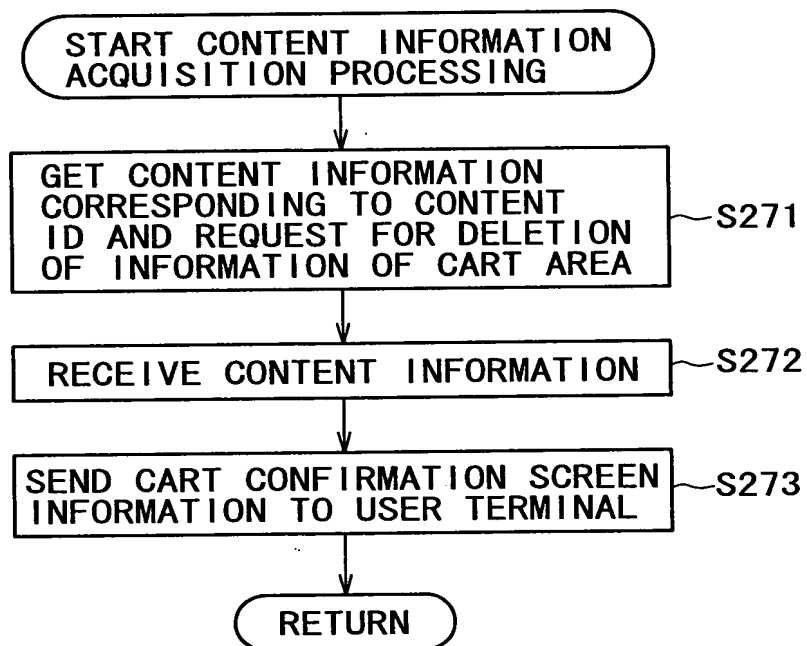 START CONTENT INFORMATION
ACQUISITION PROCESSING
GET CONTENT INFORMATION
CORRESPONDING TO CONTENT
ID AND REQUEST FOR DELETION
OF INFORMATION OF CART AREA
S271
RECEIVE CONTENT INFORMATION
S272
SEND CART CONFIRMATION SCREEN
INFORMATION TO USER TERMINAL
S273
RETURN